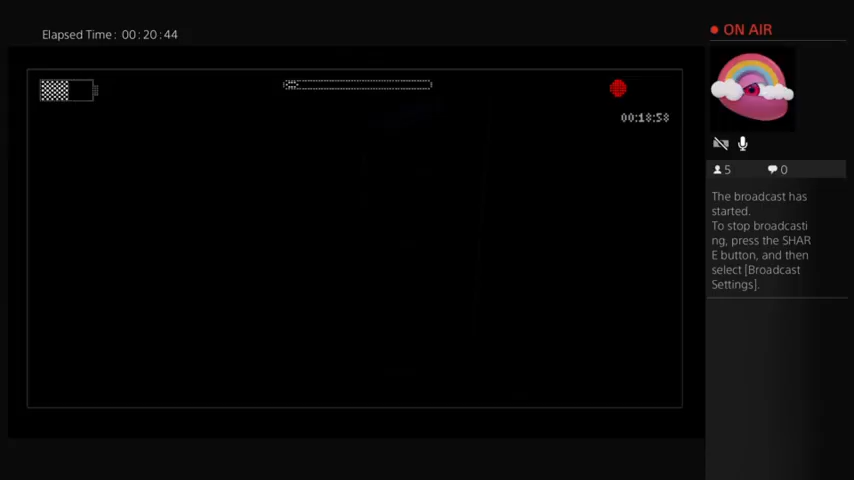 Elapsed Time: 00:20:44
ON AIR
00:18:58
5
0
The broadcast has
started.
To stop broadcasti
ng, press the SHAR
E button, and then
select [Broadcast
Settings].